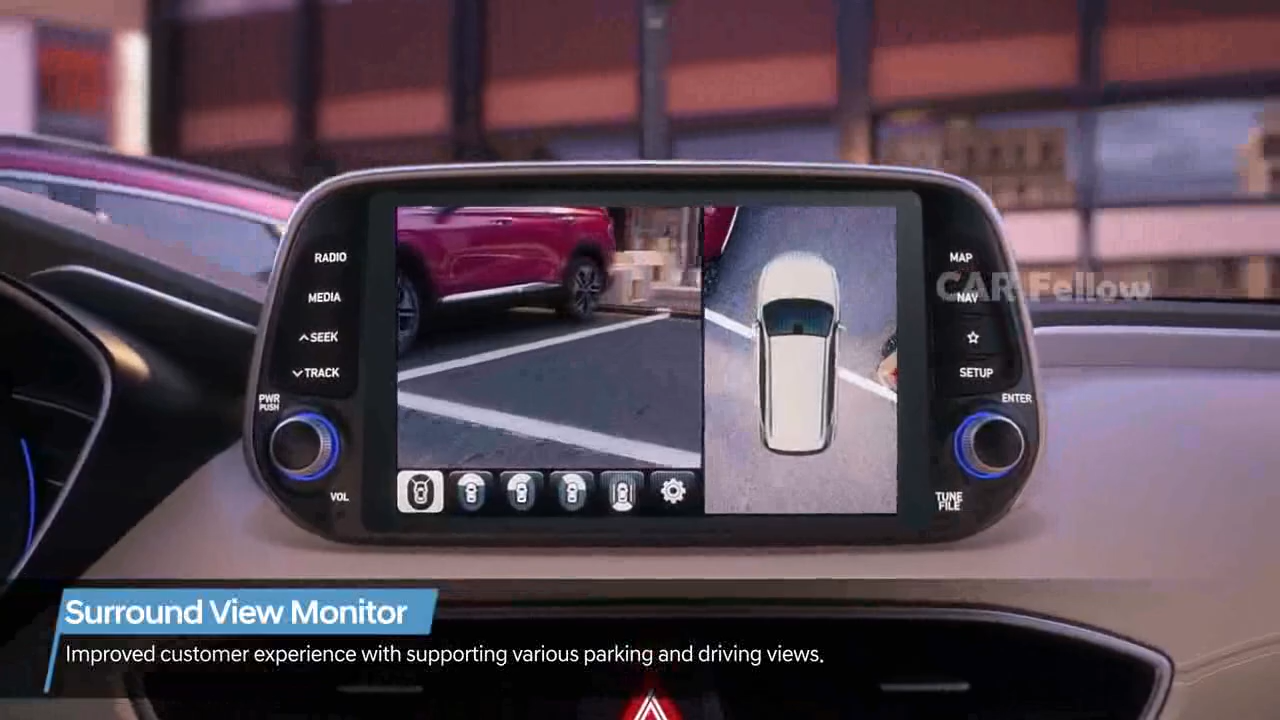 RADIO
MEDIA
SEEK
TRACK
PWR
PUSH
VOL
MAP
NAV
SETUP
ENTER
TUNE
FILE
CAR Fellow
Surround View Monitor
Improved customer experience with supporting various parking and driving views.